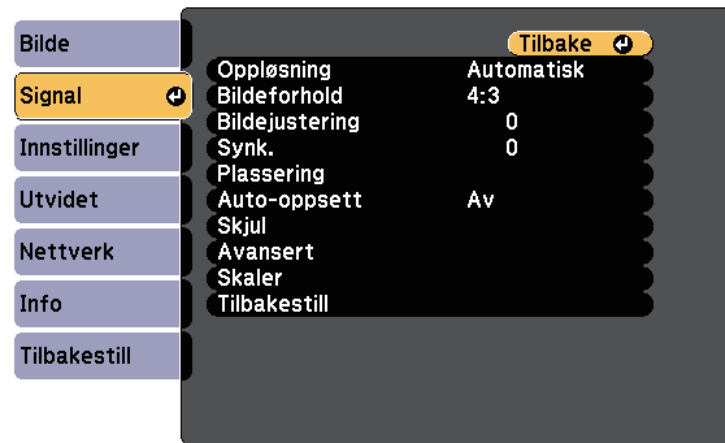 Bilde
Signal
Innstillinger
Utvidet
Nettverk
Info
Tilbakestill
Tilbake
Oppløsning Automatisk
Bildeforhold 4:3
Bildejustering 0
Synk. 0
Plassering
Auto-oppsett Av
Skjul
Avansert
Skaler
Tilbakestill